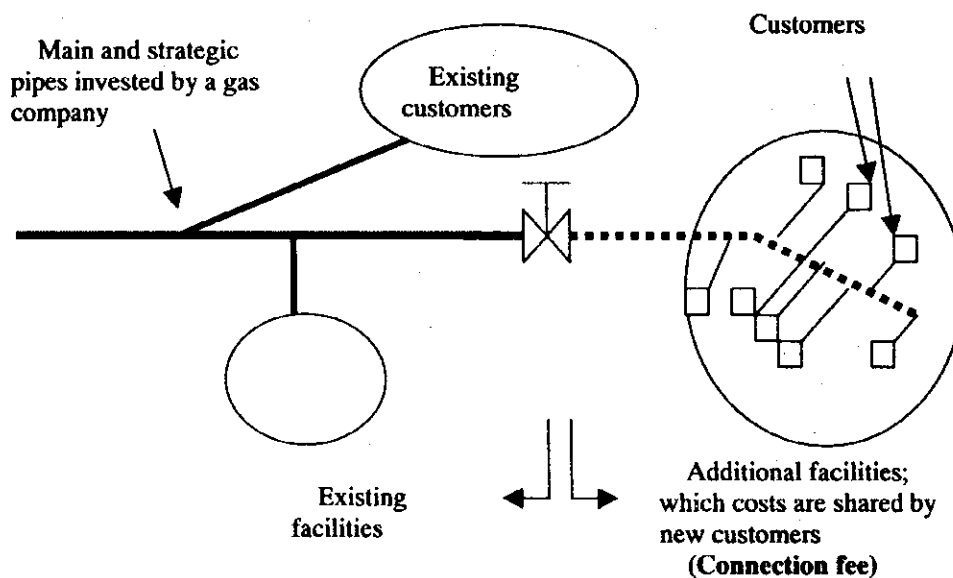 Main and strategic
pipes invested by a gas
company
Existing
customers
Customers
Existing
facilities
Additional facilities;
which costs are shared by
new customers
(Connection fee)